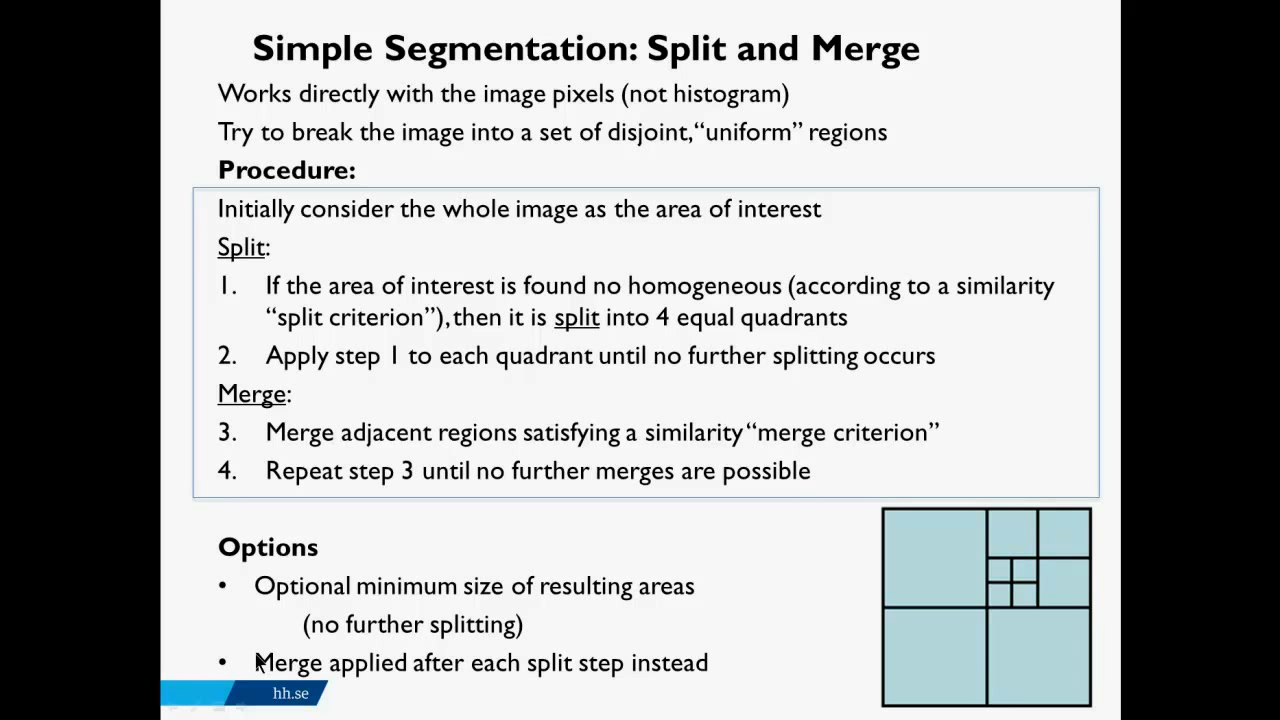 Simple Segmentation: Split and Merge
Works directly with the image pixels (not histogram)
Try to break the image into a set of disjoint, “uniform” regions
Procedure:
Initially consider the whole image as the area of interest
Split:
1. If the area of interest is found no homogeneous (according to a similarity
“split criterion”), then it is split into 4 equal quadrants
2. Apply step 1 to each quadrant until no further splitting occurs
Merge:
3. Merge adjacent regions satisfying a similarity “merge criterion”
4. Repeat step 3 until no further merges are possible
Options
• Optional minimum size of resulting areas
(no further splitting)
• Merge applied after each split step instead
hh.se